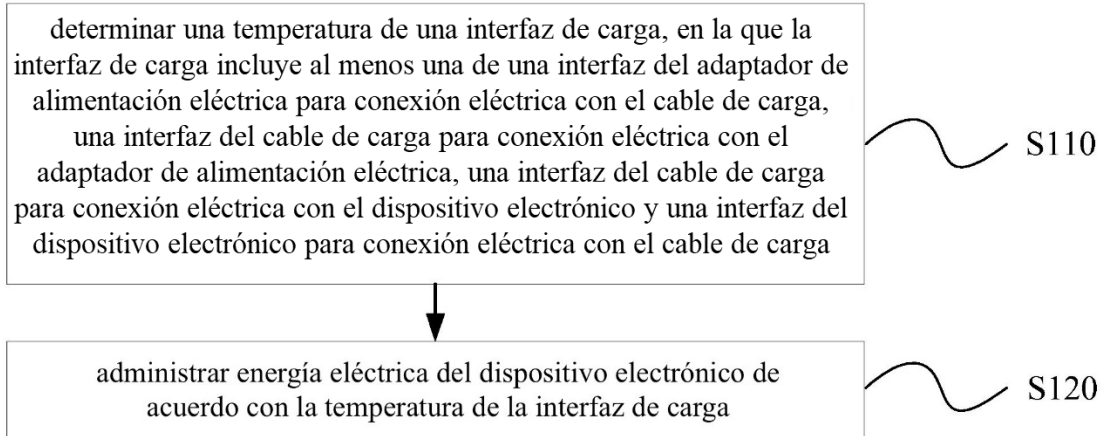 determinar una temperatura de una interfaz de carga, en la que la
interfaz de carga incluye al menos una de una interfaz del adaptador de
alimentación eléctrica para conexión eléctrica con el cable de carga,
una interfaz del cable de carga para conexión eléctrica con el
adaptador de alimentación eléctrica, una interfaz del cable de carga
para conexión eléctrica con el dispositivo electrónico y una interfaz del
dispositivo electrónico para conexión eléctrica con el cable de carga
S110
administrar energía eléctrica del dispositivo electrónico de
acuerdo con la temperatura de la interfaz de carga
S120